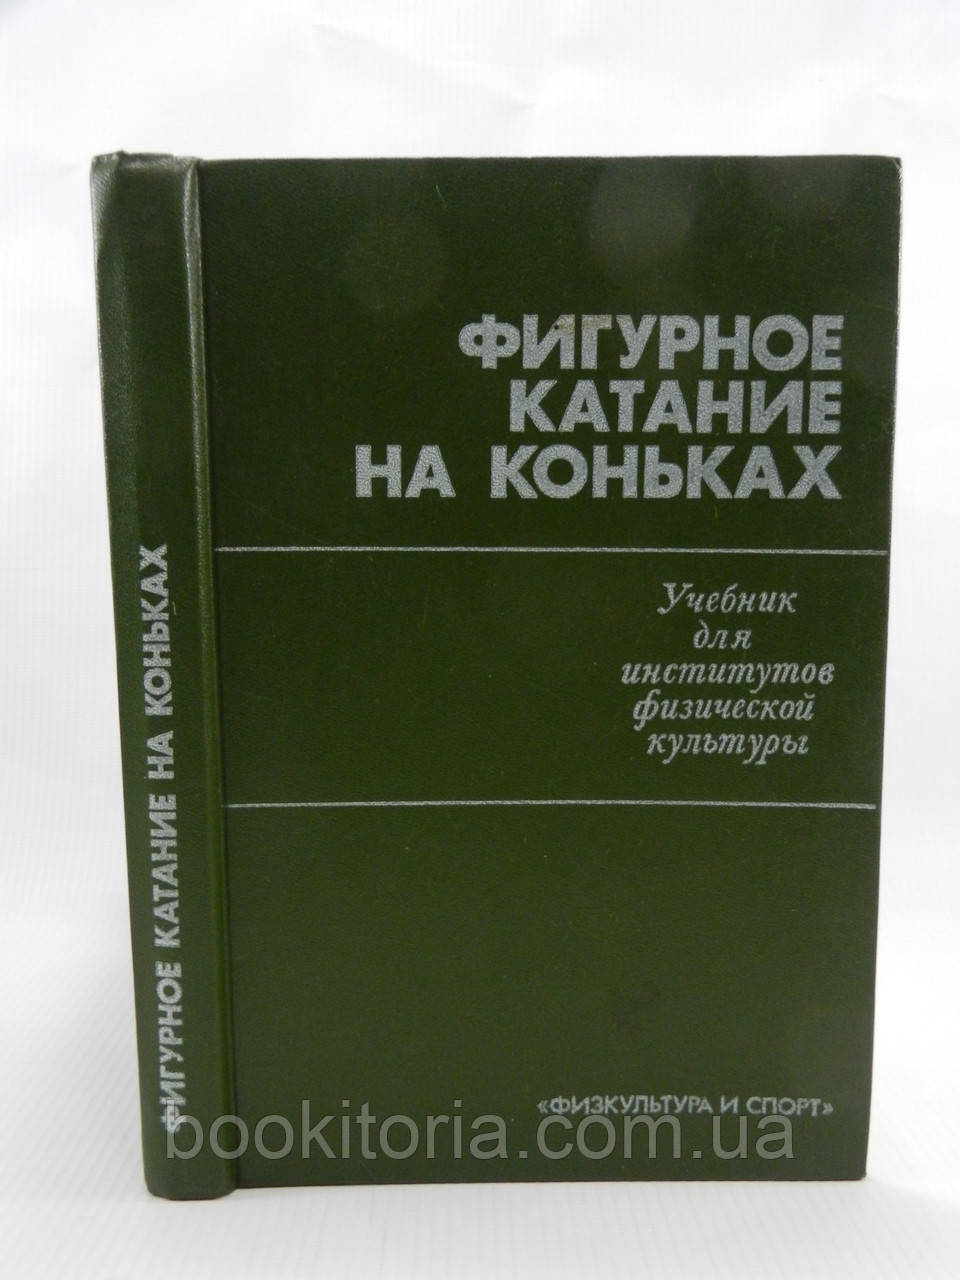 ФИГУРНОЕ КАТАНИЕ НА КОНЬКАХ
ФИГУРНОЕ
КАТАНИЕ
НА КОНЬКАХ
Учебник
для
институтов
физической
культуры
«ФИЗКУЛЬТУРА И СПОРТ»
bookitoria.com.ua